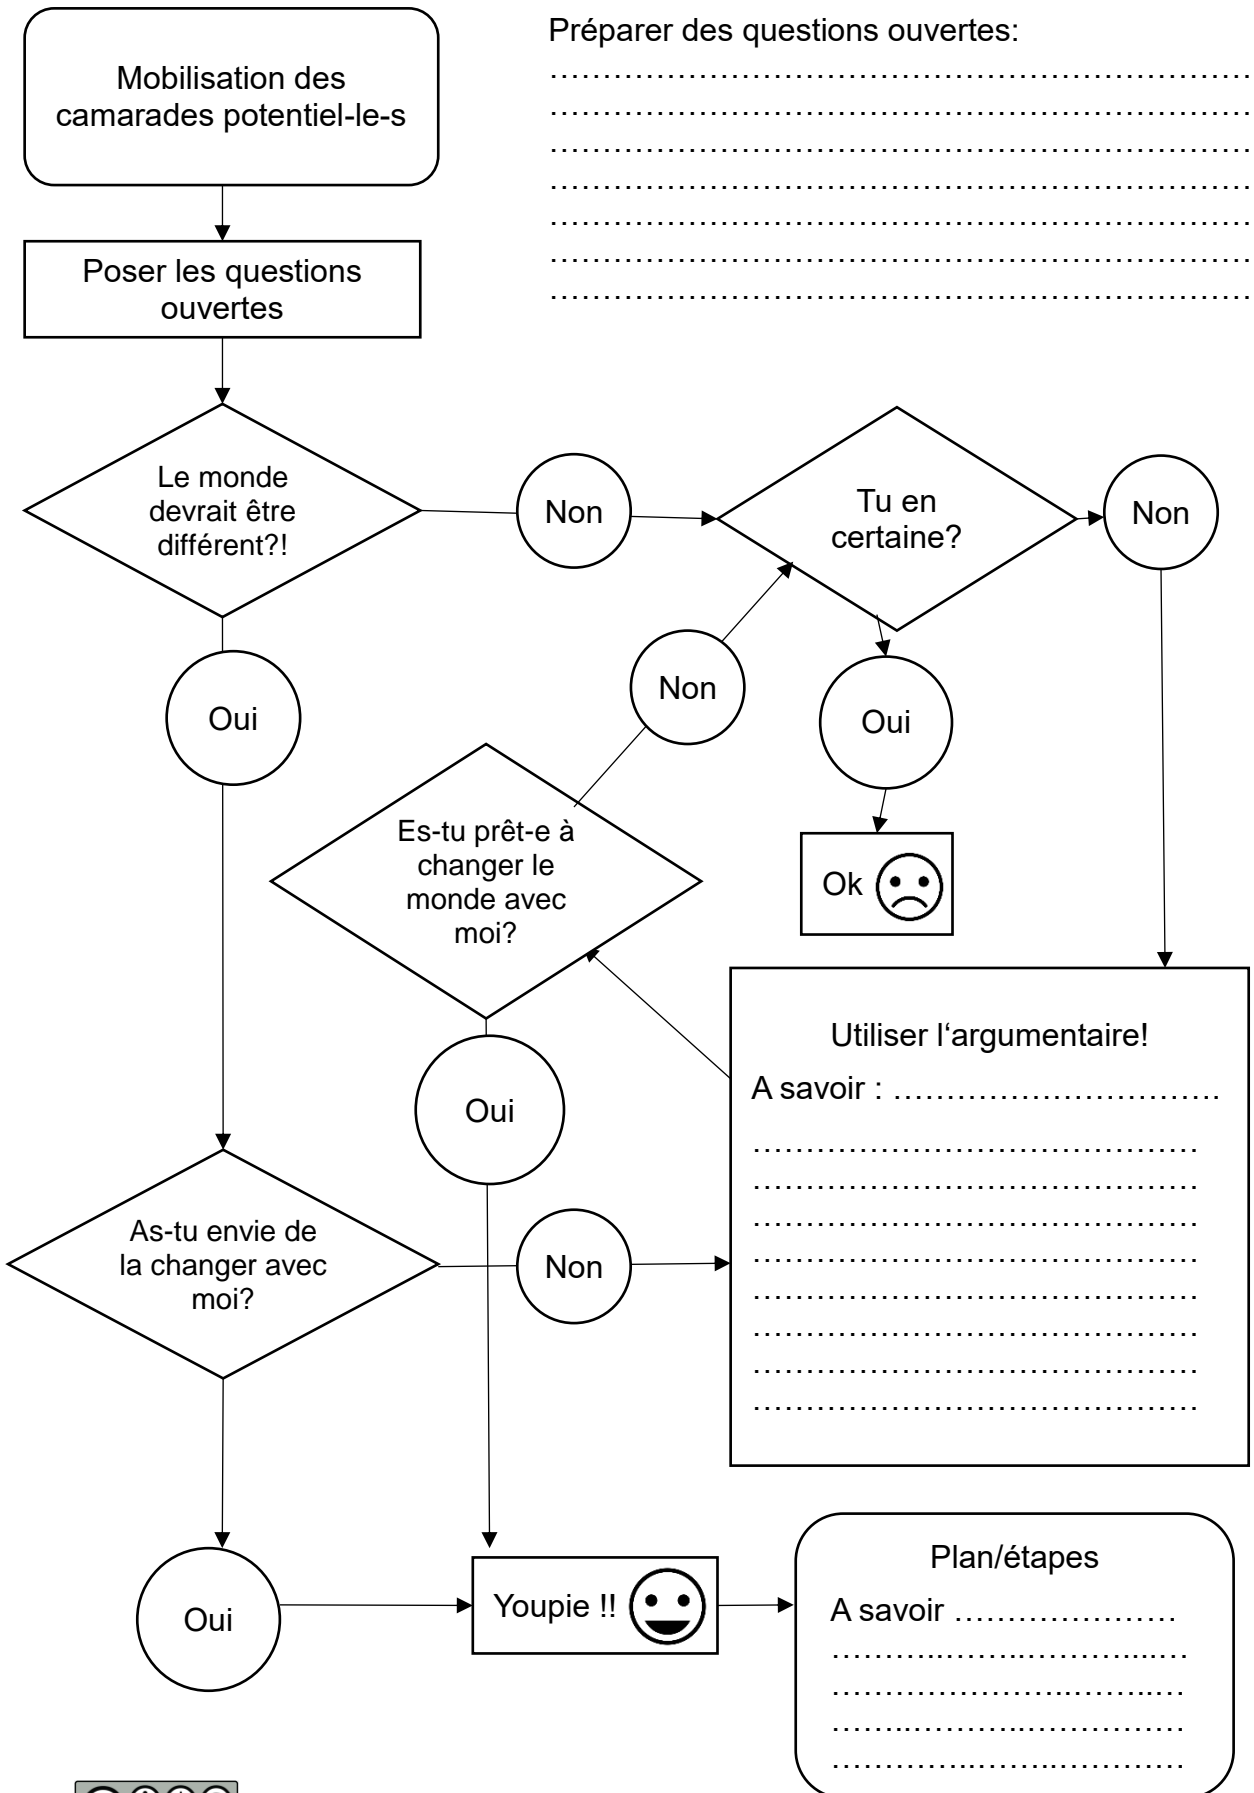 Mobilisation des
camarades potentiel-le-s
Préparer des questions ouvertes:
Poser les questions
ouvertes
Le monde
devrait être
différent?!
Non
Tu en
certaine?
Non
Oui
Non
Oui
Es-tu prêt-e à
changer le
monde avec
moi?
Ok
Utiliser l‘argumentaire!
A savoir : ................................
Oui
As-tu envie de
la changer avec
moi?
Non
Oui
Youpie !!
Plan/étapes
A savoir ......................